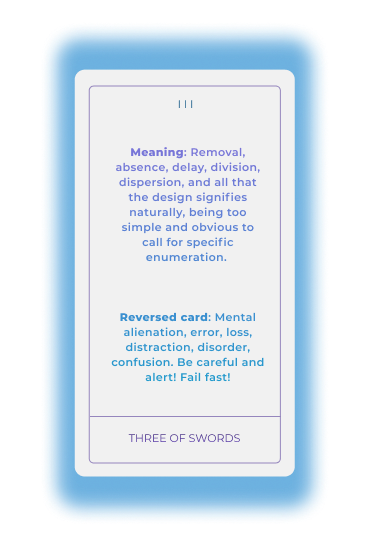 III
Meaning: Removal,
absence, delay, division,
dispersion, and all that
the design signifies
naturally, being too
simple and obvious to
call for specific
enumeration.
Reversed card: Mental
alienation, error, loss,
distraction, disorder,
confusion. Be careful and
alert! Fail fast!
THREE OF SWORDS